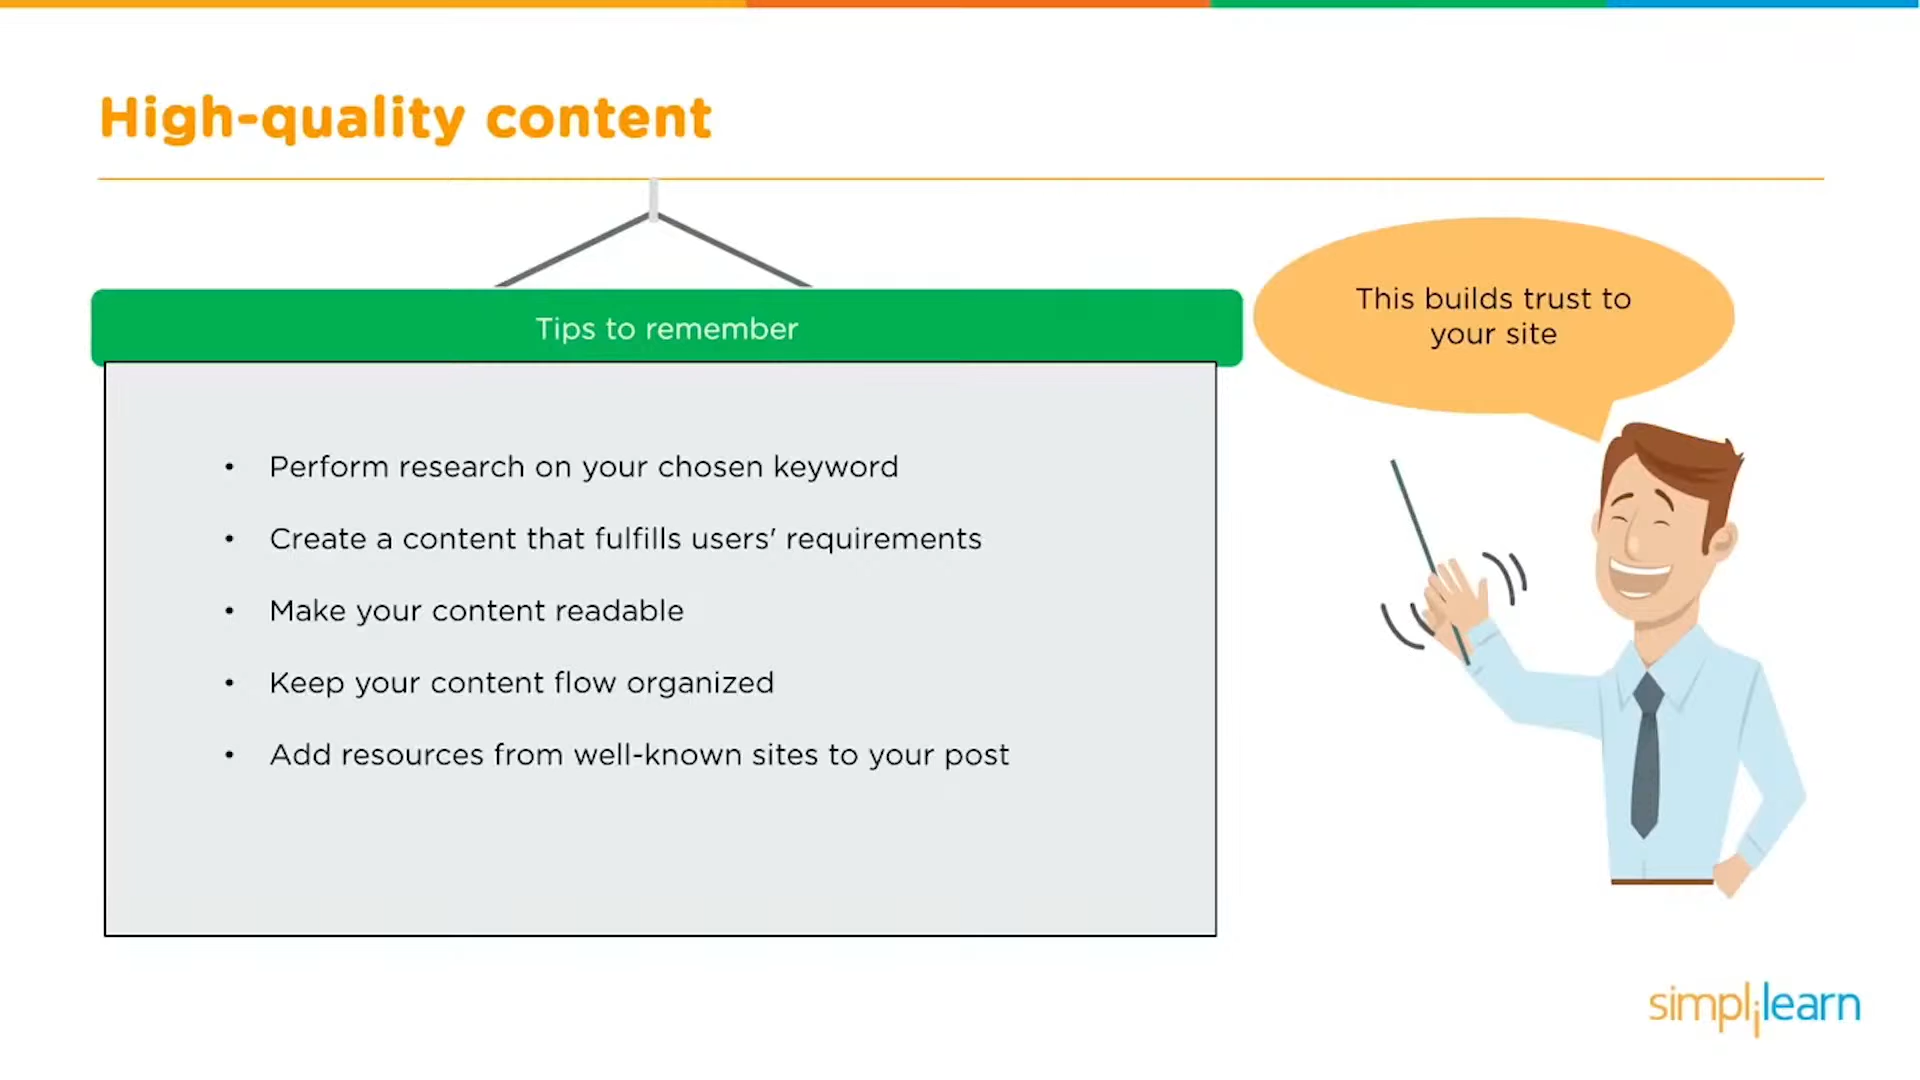 High-quality content
Tips to remember
This builds trust to
your site
• Perform research on your chosen keyword
• Create a content that fulfills users' requirements
• Make your content readable
• Keep your content flow organized
• Add resources from well-known sites to your post
simplilearn